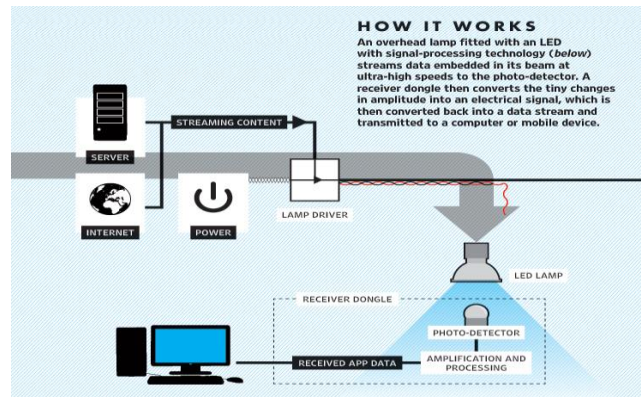 HOW IT WORKS
An overhead lamp fitted with an LED
with signal-processing technology (below)
streams data embedded in its beam at
ultra-high speeds to the photo-detector. A
receiver dongle then converts the tiny changes
in amplitude into an electrical signal, which is
then converted back into a data stream and
transmitted to a computer or mobile device.
STREAMING CONTENT
SERVER
LAMP DRIVER
INTERNET
POWER
LED LAMP
RECEIVER DONGLE
PHOTO-DETECTOR
RECEIVED APP DATA
AMPLIFICATION AND
PROCESSING